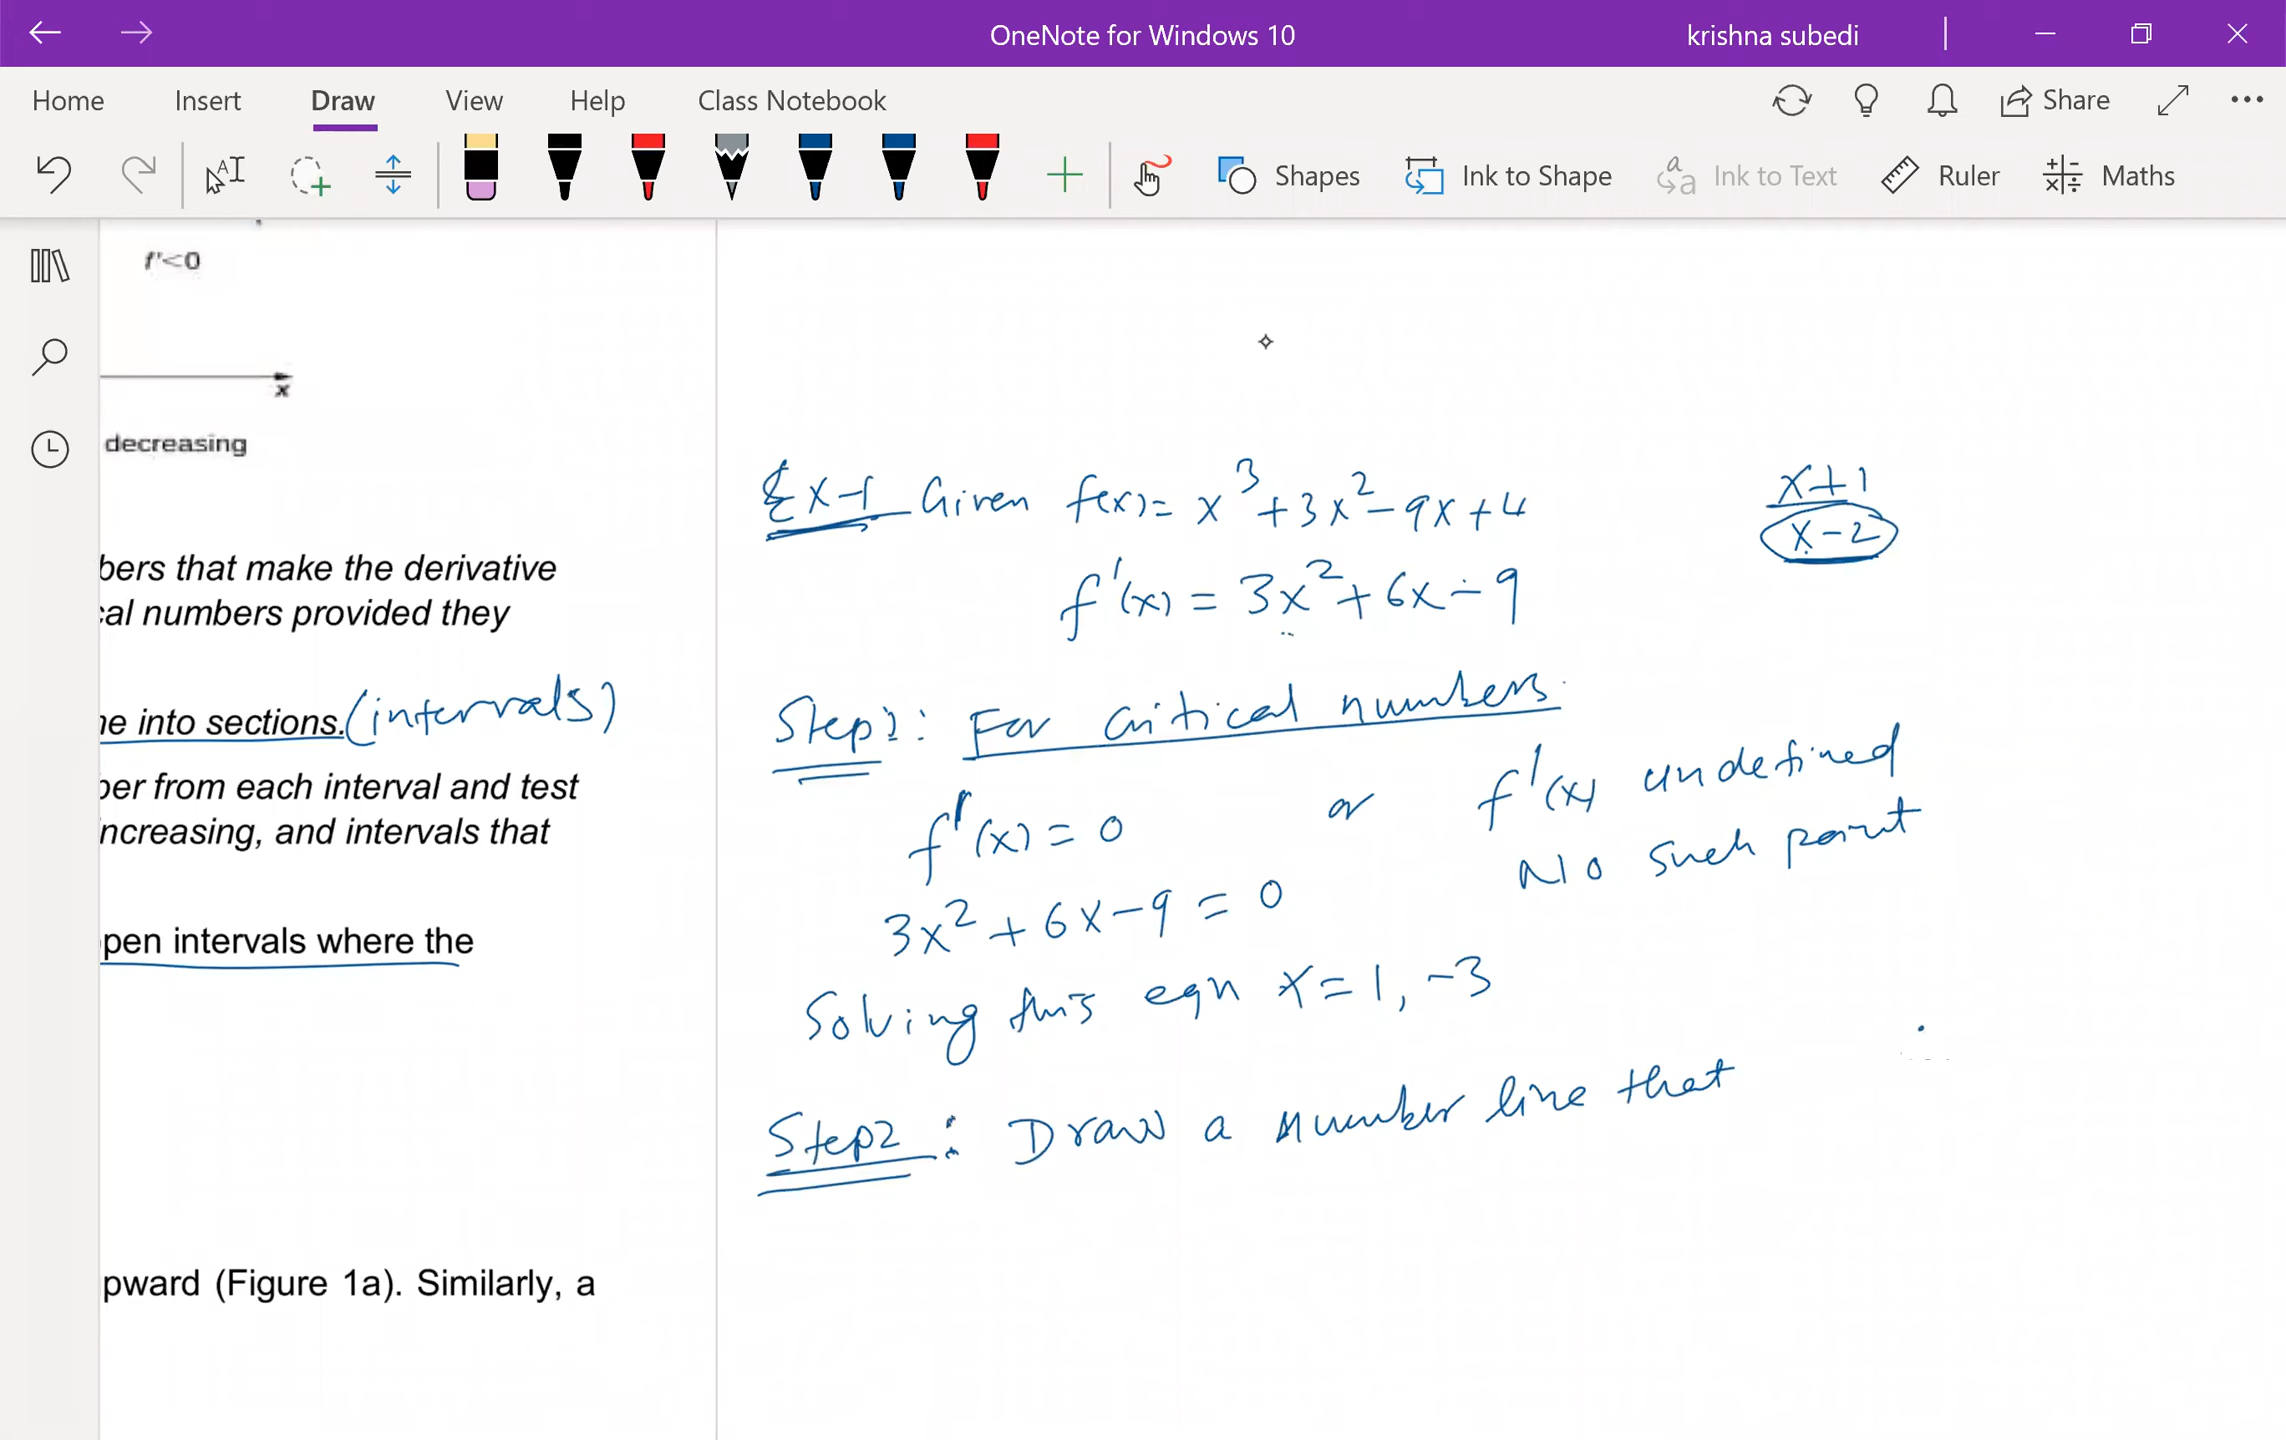 OneNote for Windows 10
krishna subedi
Home Insert Draw View Help Class Notebook
Share
Shapes Ink to Shape Ink to Text Ruler Maths
f'<0
x
decreasing
bers that make the derivative
cal numbers provided they
ne into sections. (intervals)
ber from each interval and test
ncreasing, and intervals that
pen intervals where the
pward (Figure 1a). Similarly, a
Ex-1 Given f(x)= x³+3x²-9x+4
x+1
x-2
f'(x) = 3x²+6x-9
Step1: For critical numbers
f'(x)=0 or f'(x) undefined
No such point
3x²+6x-9=0
Solving this eqn x=1, -3
Step2: Draw a Number line that